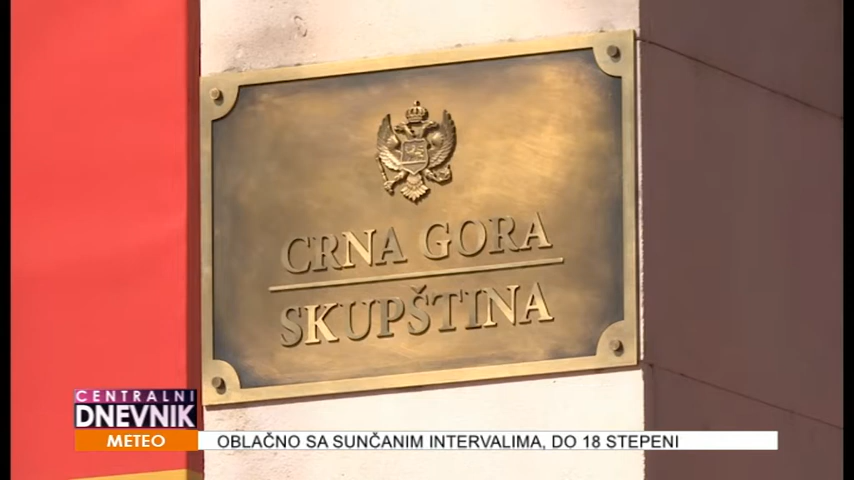 CRNA GORA
SKUPŠTINA
CENTRALNI
DNEVNIK
METEO
OBLAČNO SA SUNČANIM INTERVALIMA, DO 18 STEPENI